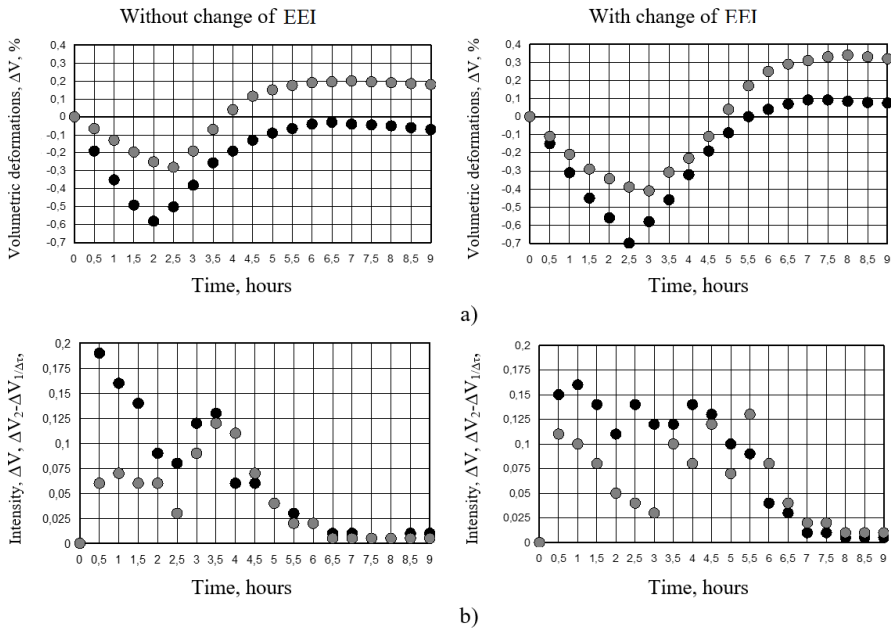 Without change of EEI
With change of EEI
Volumetric deformations, ΔV, %
0,4
0,3
0,2
0,1
0
-0,1
-0,2
-0,3
-0,4
-0,5
-0,6
-0,7
0 0,5 1 1,5 2 2,5 3 3,5 4 4,5 5 5,5 6 6,5 7 7,5 8 8,5 9
Time, hours
Volumetric deformations, ΔV, %
0,4
0,3
0,2
0,1
0
-0,1
-0,2
-0,3
-0,4
-0,5
-0,6
-0,7
0 0,5 1 1,5 2 2,5 3 3,5 4 4,5 5 5,5 6 6,5 7 7,5 8 8,5 9
Time, hours
a)
Intensity, ΔV, ΔV2-ΔV1/Δτ,
0,2
0,175
0,15
0,125
0,1
0,075
0,05
0,025
0
0 0,5 1 1,5 2 2,5 3 3,5 4 4,5 5 5,5 6 6,5 7 7,5 8 8,5 9
Time, hours
Intensity, ΔV, ΔV2-ΔV1/Δτ,
0,2
0,175
0,15
0,125
0,1
0,075
0,05
0,025
0
0 0,5 1 1,5 2 2,5 3 3,5 4 4,5 5 5,5 6 6,5 7 7,5 8 8,5 9
Time, hours
b)